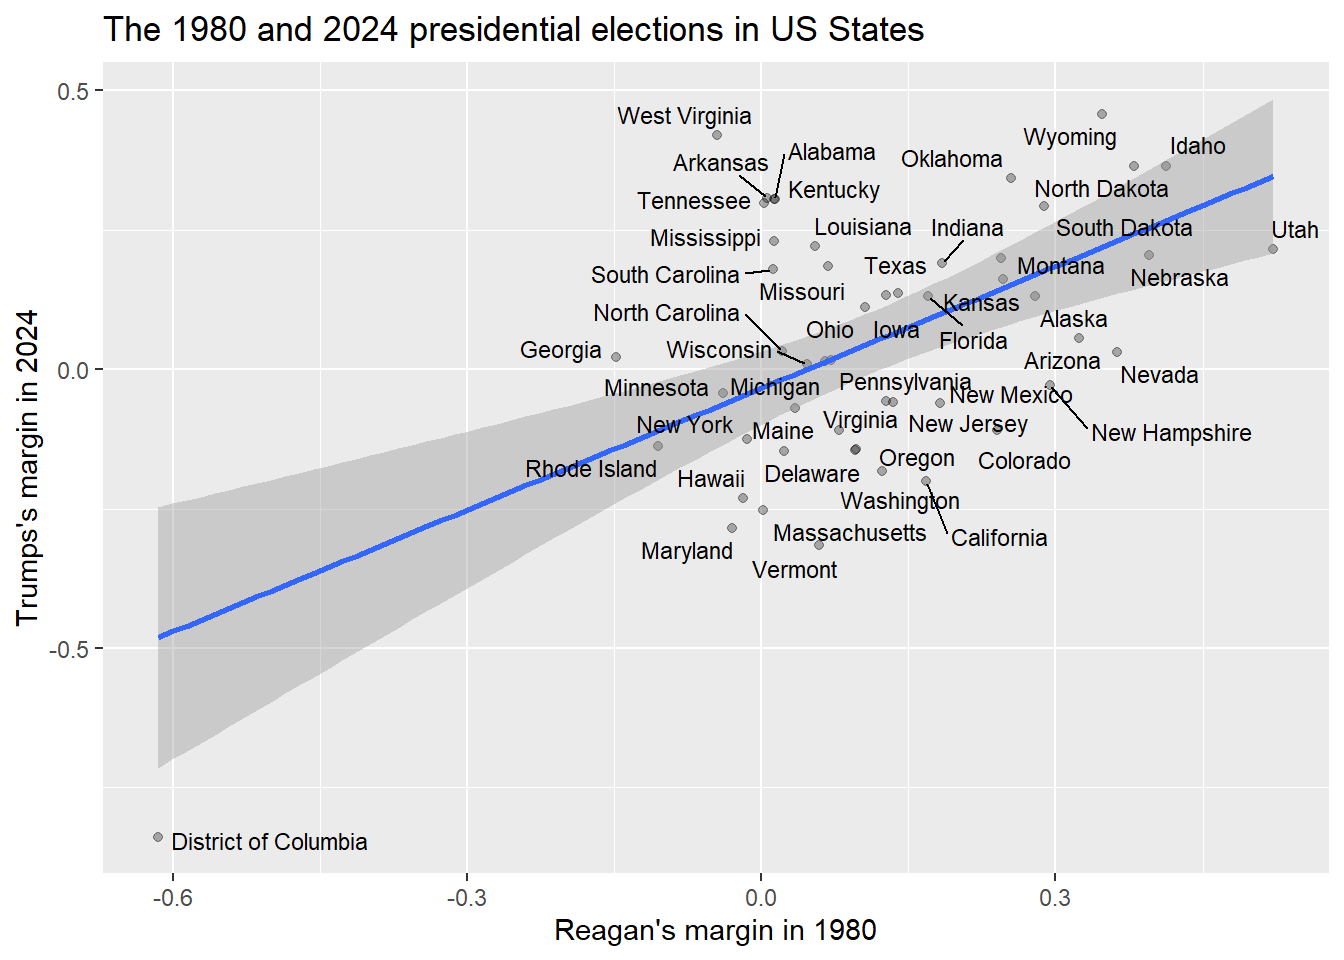 The 1980 and 2024 presidential elections in US States
Trumps's margin in 2024
0.5
0.0
-0.5
West Virginia
Wyoming
Idaho
Alabama
Arkansas
Oklahoma
Kentucky
North Dakota
Tennessee
Louisiana
Indiana
South Dakota
Utah
Mississippi
Texas
Montana
South Carolina
Nebraska
Missouri
Kansas
North Carolina
Alaska
Ohio
Iowa
Florida
Georgia
Wisconsin
Arizona
Nevada
Minnesota
Michigan
Pennsylvania
New Mexico
New York
Maine
Virginia
New Jersey
New Hampshire
Rhode Island
Oregon
Colorado
Hawaii
Delaware
Washington
Massachusetts
California
Maryland
Vermont
District of Columbia
-0.6
-0.3
0.0
0.3
Reagan's margin in 1980